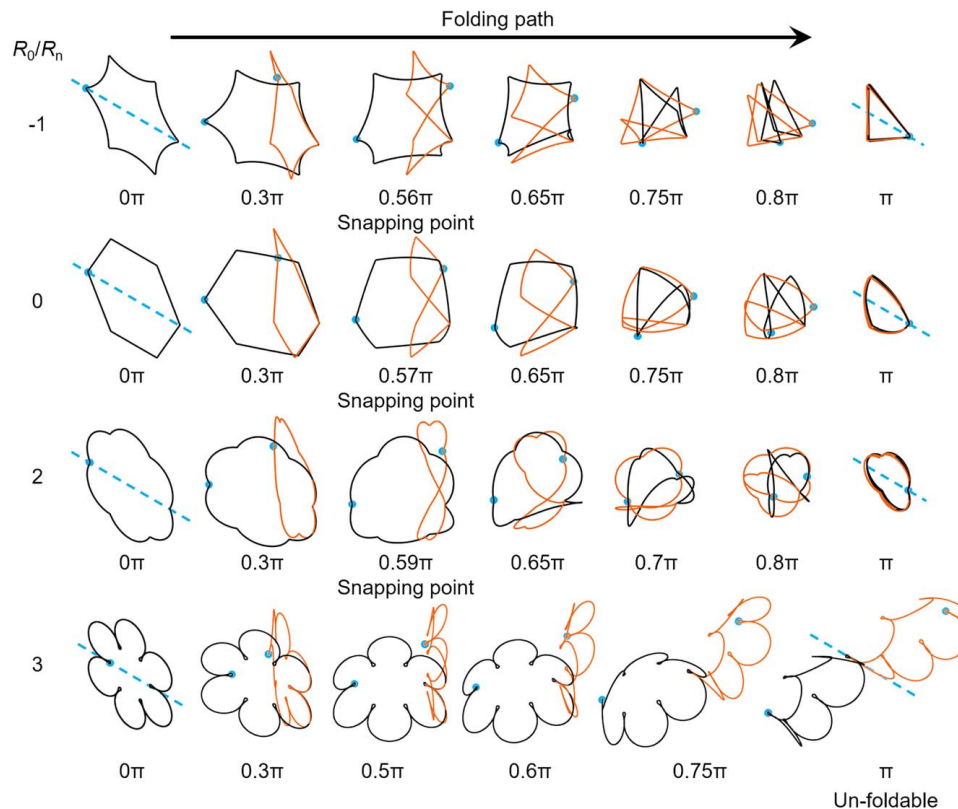 Folding path
R₀/Rₙ
-1
0π 0.3π 0.56π 0.65π 0.75π 0.8π π
Snapping point
0
0π 0.3π 0.57π 0.65π 0.75π 0.8π π
Snapping point
2
0π 0.3π 0.59π 0.65π 0.7π 0.8π π
Snapping point
3
0π 0.3π 0.5π 0.6π 0.75π π
Un-foldable